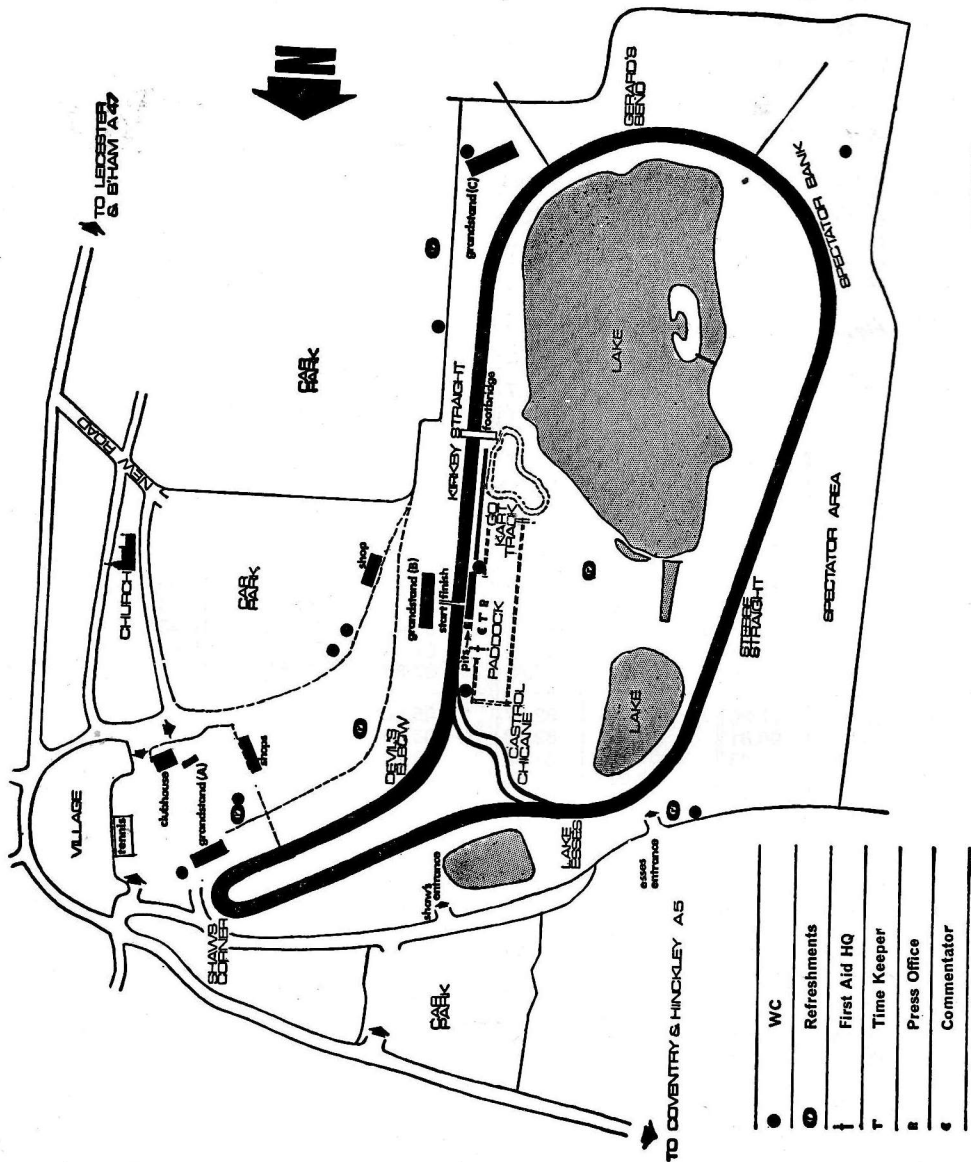 TO LEICESTER
& B'HAM A47
N
NEW ROAD
CHURCH
CAR
PARK
CAR
PARK
VILLAGE
tennis
clubhouse
grandstand (A)
shops
shop
SHAWS
CORNER
DEVILS
ELBOW
grandstand (B)
start finish
KIRKBY STRAIGHT
footbridge
grandstand (C)
GERARD'S
BEND
pits
PADDOCK
GO
KART
TRACK
CASTROL
CHICANE
LAKE
LAKE
SPECTATOR BANK
STEBBE
STRAIGHT
SPECTATOR AREA
LAKE
ESSES
shaw's
entrance
esses
entrance
CAR
PARK
TO COVENTRY & HINCKLEY A5
WC
Refreshments
First Aid HQ
T Time Keeper
R Press Office
C Commentator